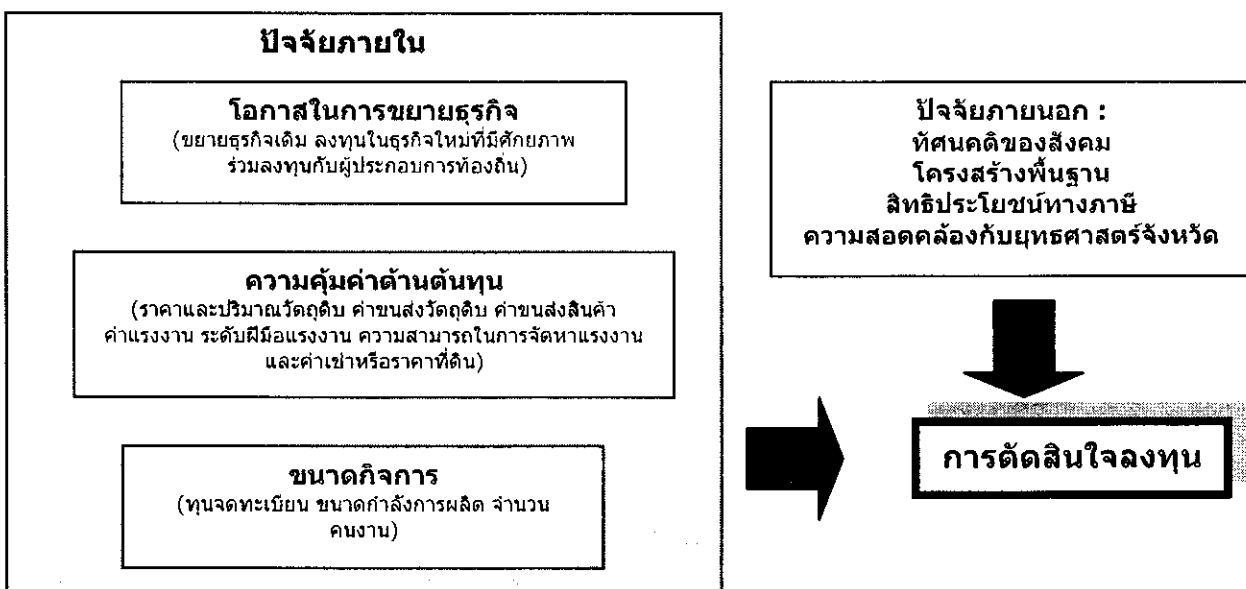 ปัจจัยภายใน
โอกาสในการขยายธุรกิจ
(ขยายธุรกิจเดิม ลงทุนในธุรกิจใหม่ที่มีศักยภาพ
ร่วมลงทุนกับผู้ประกอบการท้องถิ่น)
ความคุ้มค่าด้านต้นทุน
(ราคาและปริมาณวัตถุดิบ ค่าขนส่งวัตถุดิบ ค่าขนส่งสินค้า
ค่าแรงงาน ระดับฝีมือแรงงาน ความสามารถในการจัดหาแรงงาน
และค่าเช่าหรือราคาที่ดิน)
ขนาดกิจการ
(ทุนจดทะเบียน ขนาดกำลังการผลิต จำนวน
คนงาน)
ปัจจัยภายนอก :
ทัศนคติของสังคม
โครงสร้างพื้นฐาน
สิทธิประโยชน์ทางภาษี
ความสอดคล้องกับยุทธศาสตร์จังหวัด
การตัดสินใจลงทุน